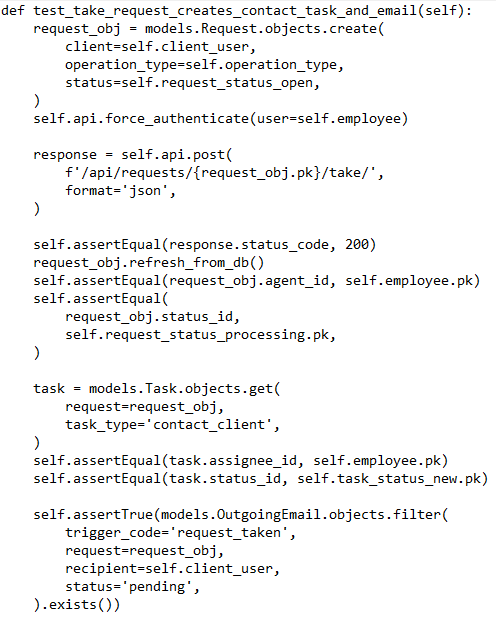 def test_take_request_creates_contact_task_and_email(self):
    request_obj = models.Request.objects.create(
        client=self.client_user,
        operation_type=self.operation_type,
        status=self.request_status_open,
    )
    self.api.force_authenticate(user=self.employee)

    response = self.api.post(
        f'/api/requests/{request_obj.pk}/take/',
        format='json',
    )

    self.assertEqual(response.status_code, 200)
    request_obj.refresh_from_db()
    self.assertEqual(request_obj.agent_id, self.employee.pk)
    self.assertEqual(
        request_obj.status_id,
        self.request_status_processing.pk,
    )

    task = models.Task.objects.get(
        request=request_obj,
        task_type='contact_client',
    )
    self.assertEqual(task.assignee_id, self.employee.pk)
    self.assertEqual(task.status_id, self.task_status_new.pk)

    self.assertTrue(models.OutgoingEmail.objects.filter(
        trigger_code='request_taken',
        request=request_obj,
        recipient=self.client_user,
        status='pending',
    ).exists())